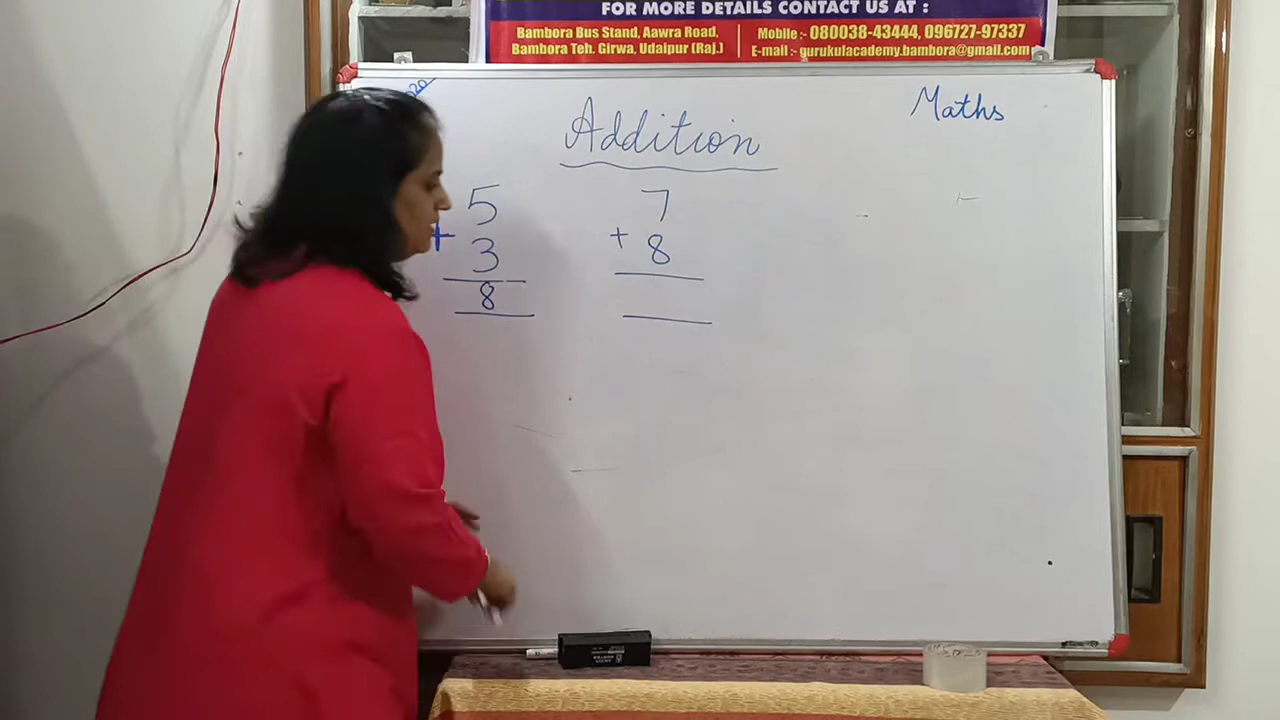 FOR MORE DETAILS CONTACT US AT :
Bambora Bus Stand, Aawra Road,
Bambora Teh. Girwa, Udaipur (Raj.)
Mobile :- 080038-43444, 096727-97337
E-mail :- gurukulacademy.bambora@gmail.com
Maths
Addition
5
+ 3
8
7
+ 8